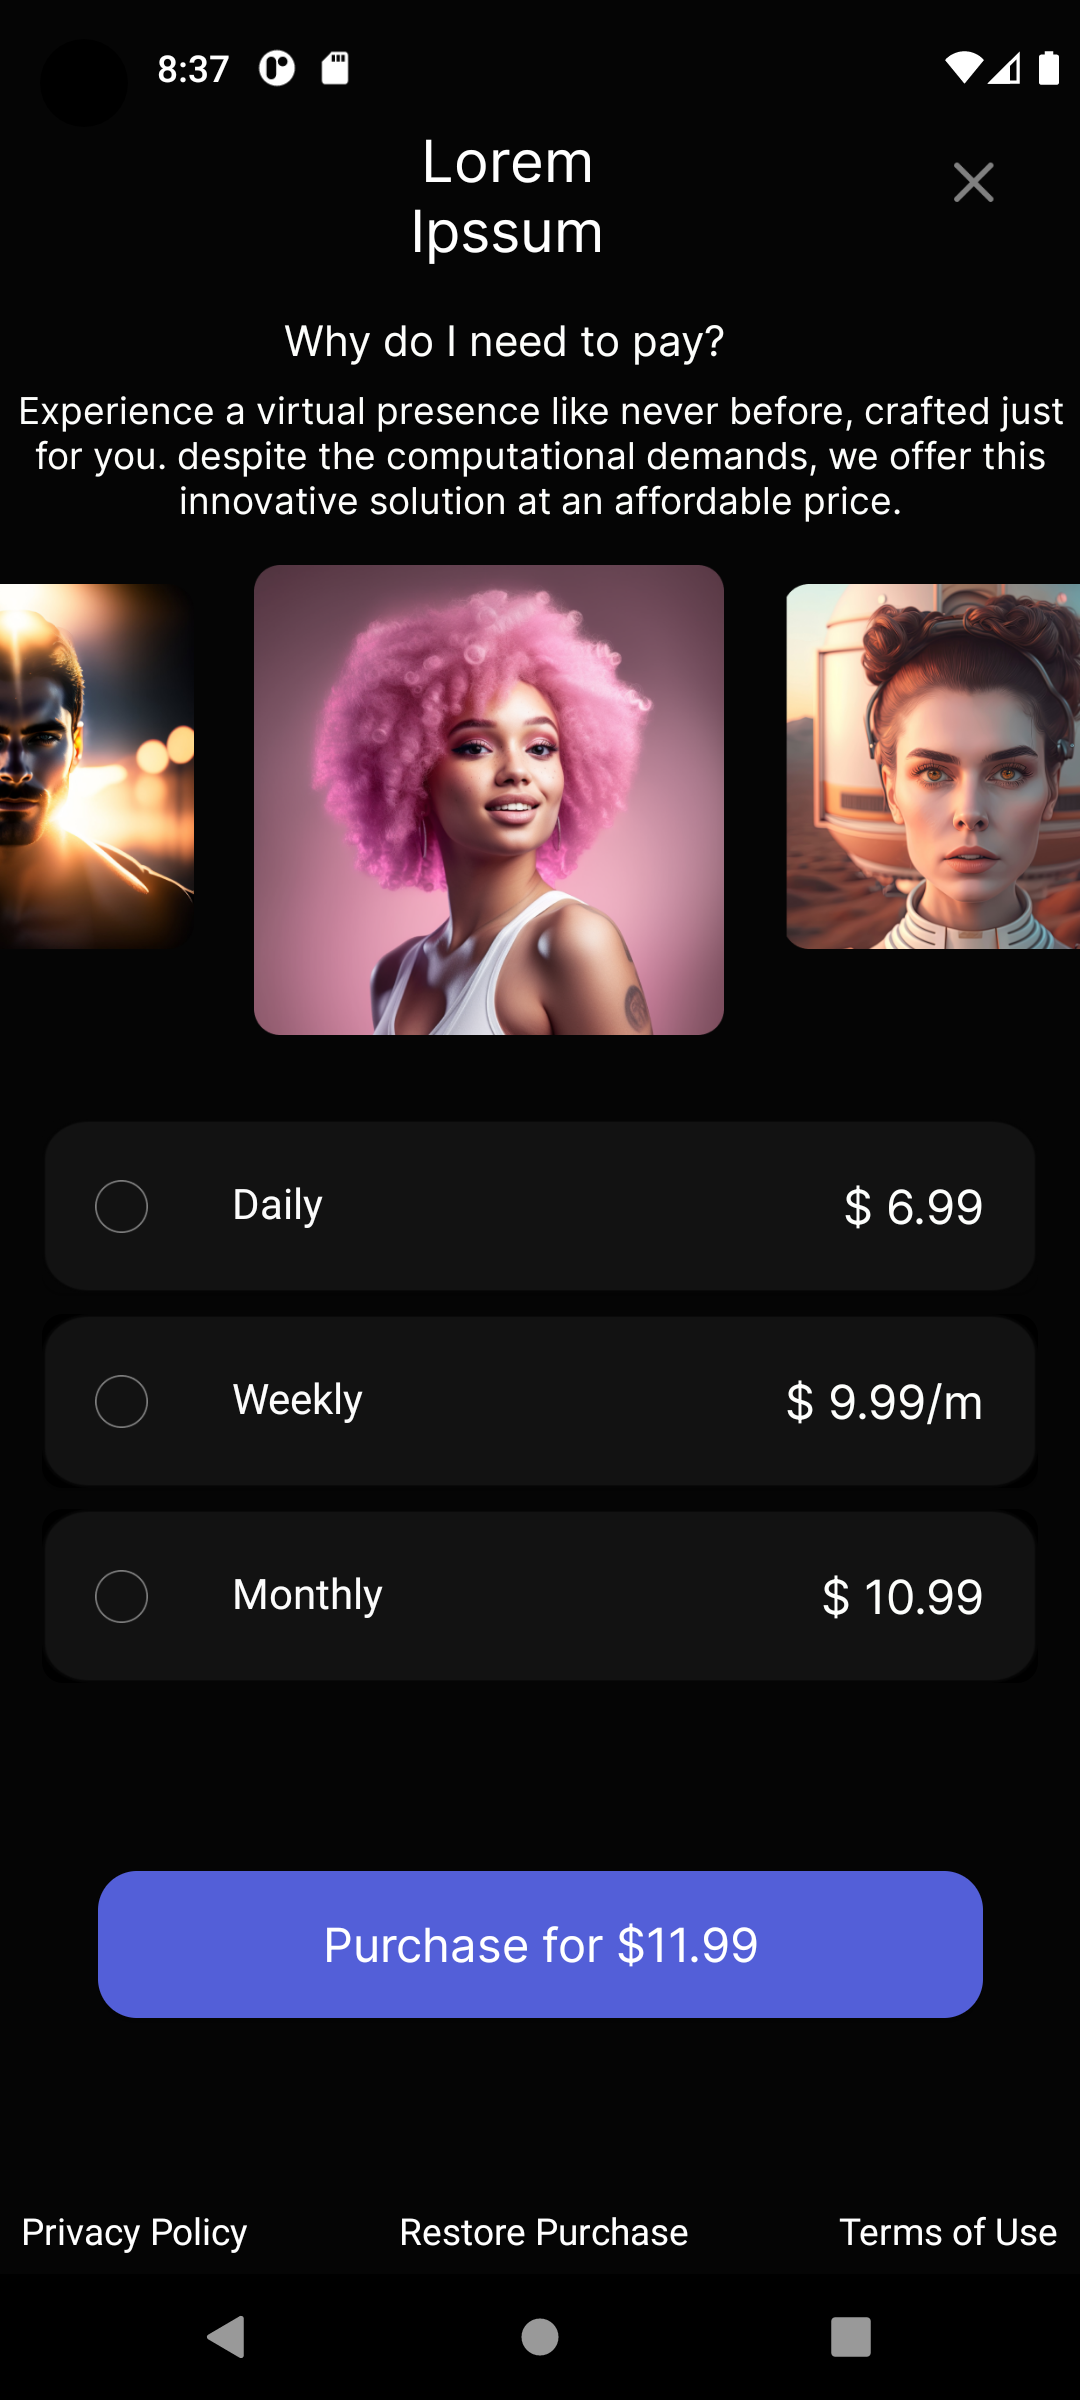 8:37
Lorem
Ipssum
Why do I need to pay?
Experience a virtual presence like never before, crafted just
for you. despite the computational demands, we offer this
innovative solution at an affordable price.
Daily $ 6.99
Weekly $ 9.99/m
Monthly $ 10.99
Purchase for $11.99
Privacy Policy Restore Purchase Terms of Use